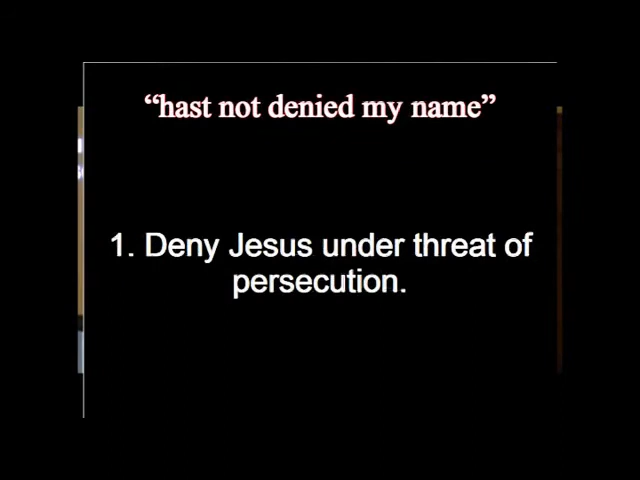 “hast not denied my name”
1. Deny Jesus under threat of
persecution.